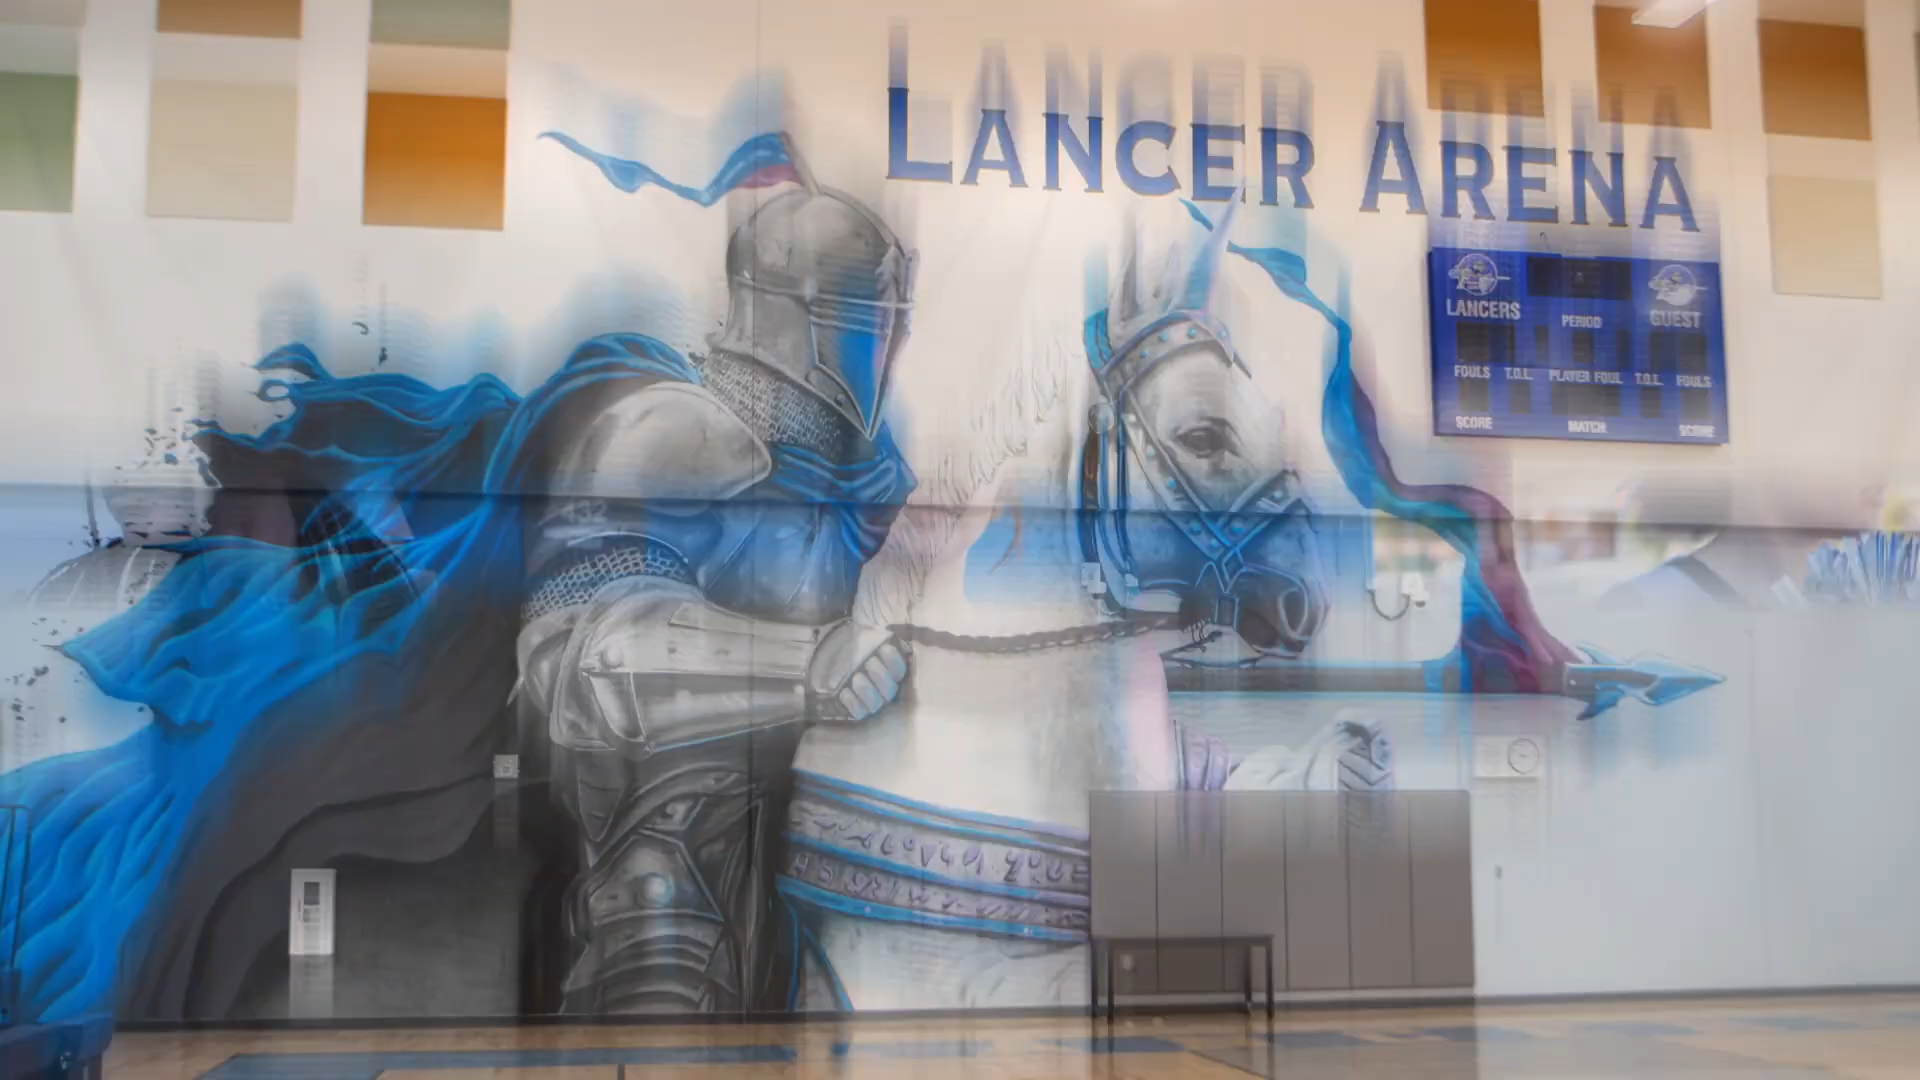 LANCER ARENA
LANCERS
PERIOD
GUEST
FOULS T.O.L. PLAYER FOUL T.O.L. FOULS
SCORE MATCH SCORE